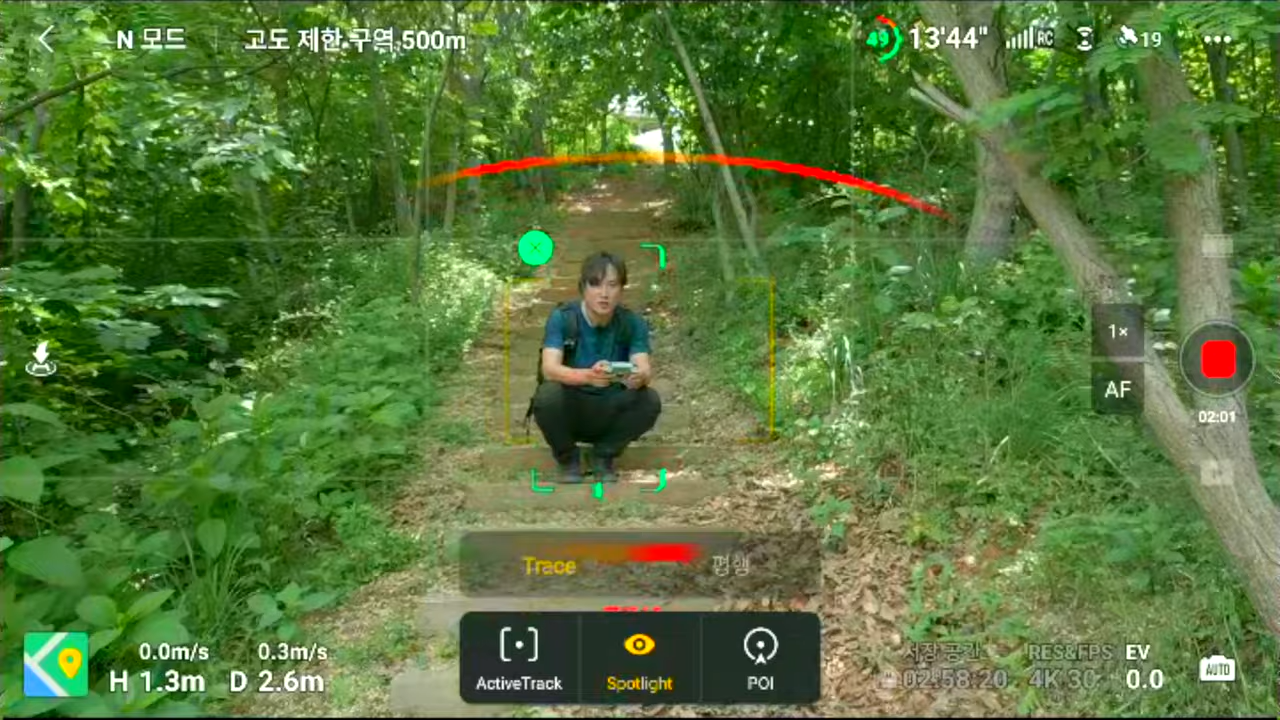 N 모드
고도 제한 구역 500m
49
13'44"
RC
19
1×
AF
02:01
Trace
평행
ActiveTrack
Spotlight
POI
0.0m/s
0.3m/s
H 1.3m
D 2.6m
저장 공간
02:58:20
RES&FPS
4K 30
EV
0.0
AUTO